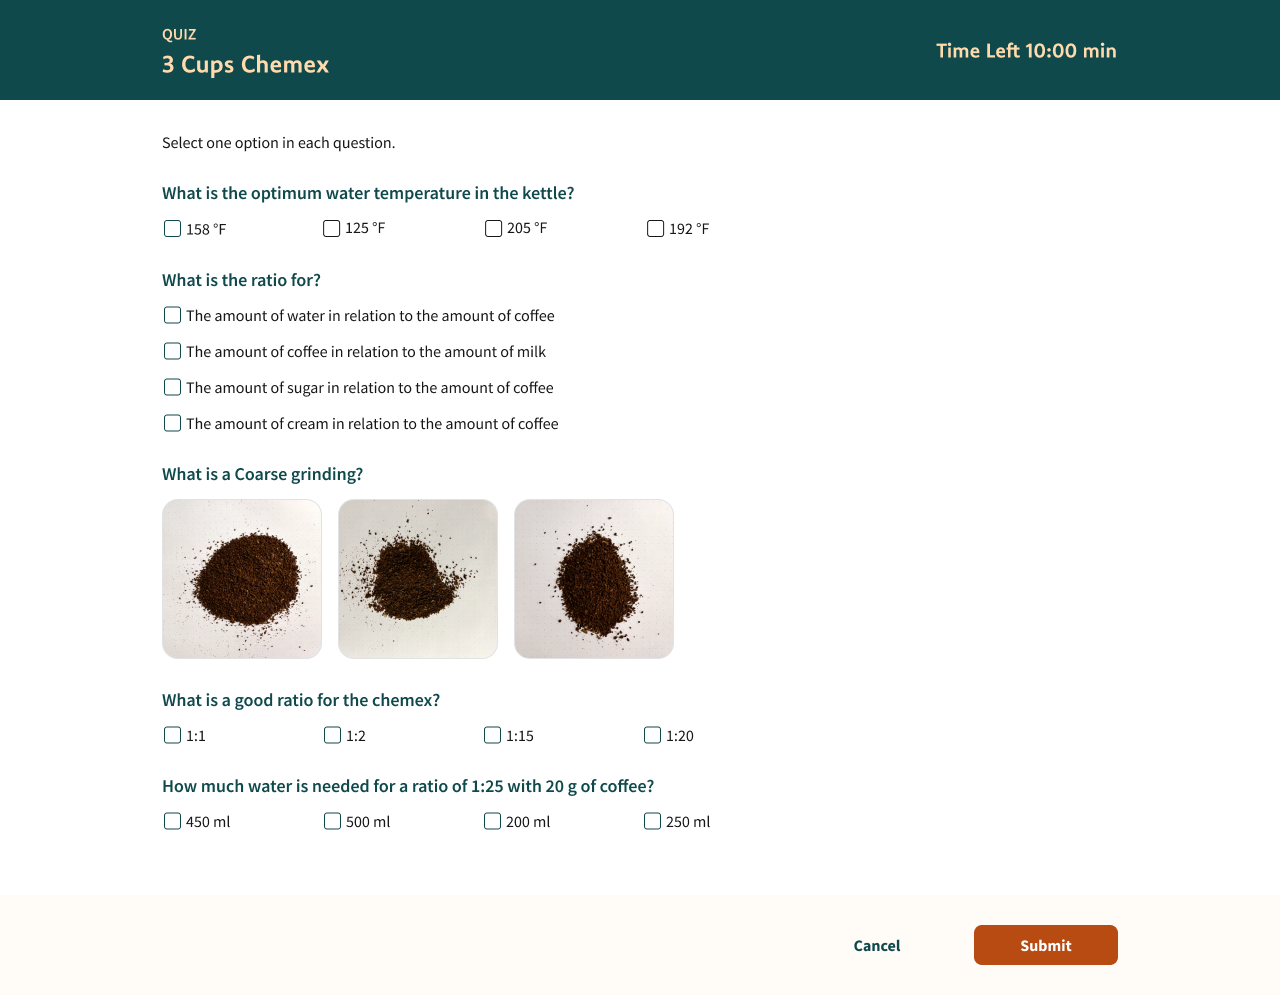 QUIZ
3 Cups Chemex
Time Left 10:00 min
Select one option in each question.
What is the optimum water temperature in the kettle?
158 °F 125 °F 205 °F 192 °F
What is the ratio for?
The amount of water in relation to the amount of coffee
The amount of coffee in relation to the amount of milk
The amount of sugar in relation to the amount of coffee
The amount of cream in relation to the amount of coffee
What is a Coarse grinding?
What is a good ratio for the chemex?
1:1 1:2 1:15 1:20
How much water is needed for a ratio of 1:25 with 20 g of coffee?
450 ml 500 ml 200 ml 250 ml
Cancel Submit